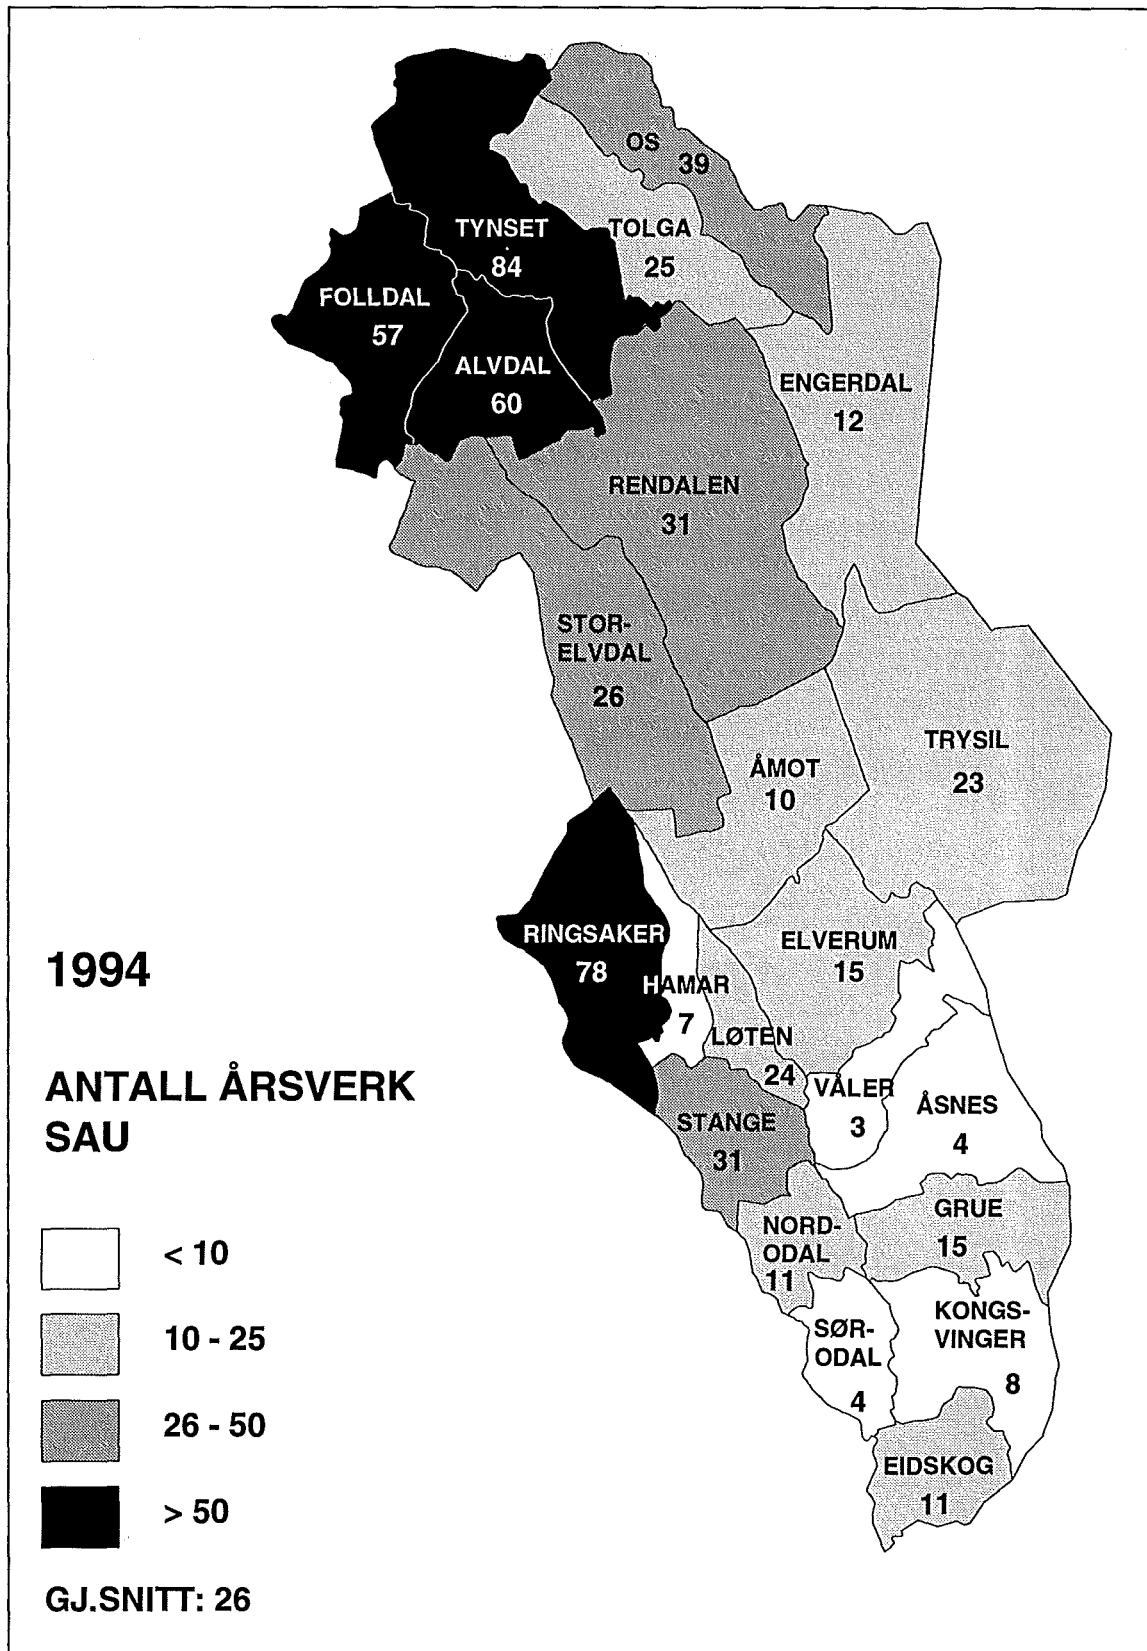 OS
39
TYNSET
84
TOLGA
25
FOLLDAL
57
ALVDAL
60
ENGERDAL
12
RENDALEN
31
STOR-
ELVDAL
26
TRYSIL
23
ÅMOT
10
RINGSAKER
78
ELVERUM
15
HAMAR
7
LØTEN
24
VÅLER
3
ÅSNES
4
STANGE
31
GRUE
15
NORD-
ODAL
11
KONGS-
VINGER
8
SØR-
ODAL
4
EIDSKOG
11
1994
ANTALL ÅRSVERK
SAU
< 10
10 - 25
26 - 50
> 50
GJ.SNITT: 26